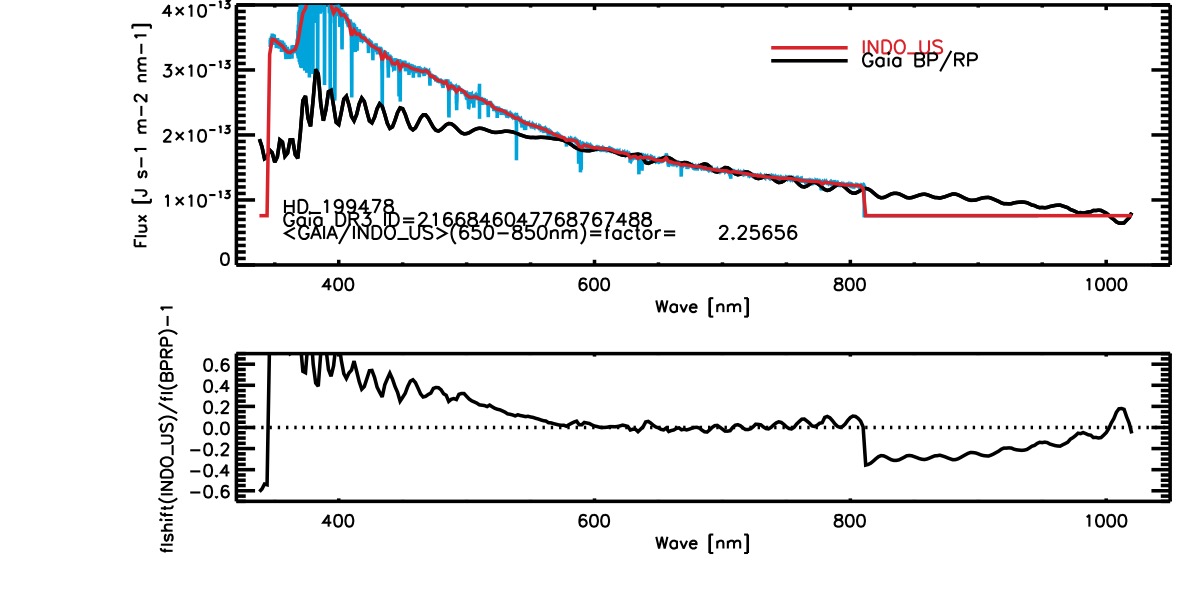 4×10−13
3×10−13
2×10−13
1×10−13
0
Flux [J s−1 m−2 nm−1]
INDO_US
Gaia BP/RP
HD_199478
Gaia DR3 ID=2166846047768767488
<GAIA/INDO_US>(650−850nm)=factor= 2.25656
400 600 800 1000
Wave [nm]
flshift(INDO_US)/fl(BPRP)−1
0.6
0.4
0.2
0.0
−0.2
−0.4
−0.6
400 600 800 1000
Wave [nm]